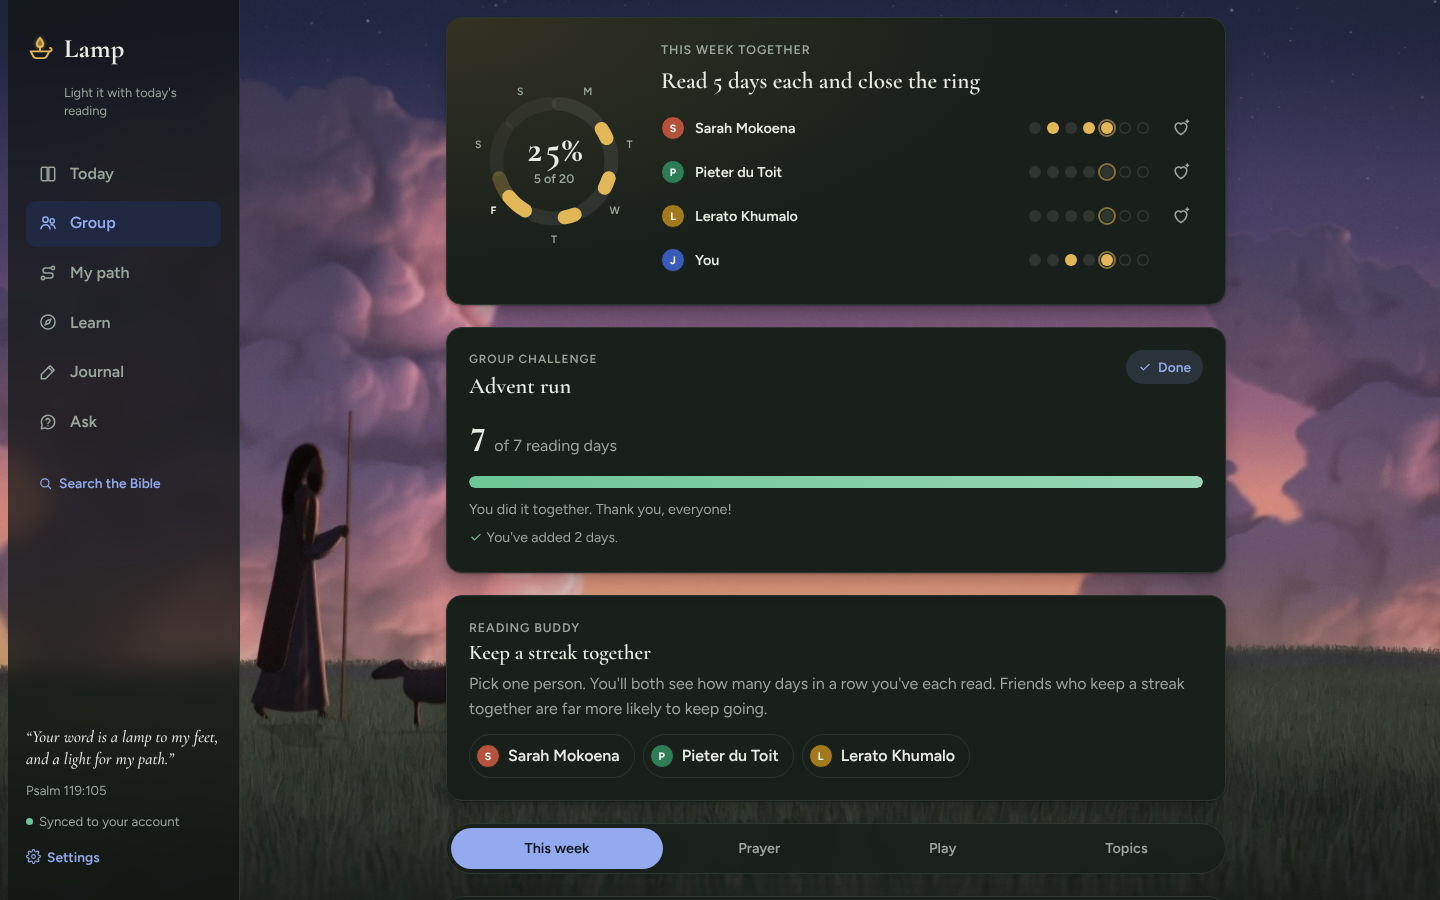 Lamp
Light it with today's
reading
Today
Group
My path
Learn
Journal
Ask
Search the Bible
“Your word is a lamp to my feet,
and a light for my path.”
Psalm 119:105
Synced to your account
Settings
THIS WEEK TOGETHER
Read 5 days each and close the ring
S
M
S
T
25%
5 of 20
F
W
T
S Sarah Mokoena
P Pieter du Toit
L Lerato Khumalo
J You
GROUP CHALLENGE
Advent run
Done
7 of 7 reading days
You did it together. Thank you, everyone!
You've added 2 days.
READING BUDDY
Keep a streak together
Pick one person. You'll both see how many days in a row you've each read. Friends who keep a streak
together are far more likely to keep going.
S Sarah Mokoena P Pieter du Toit L Lerato Khumalo
This week Prayer Play Topics